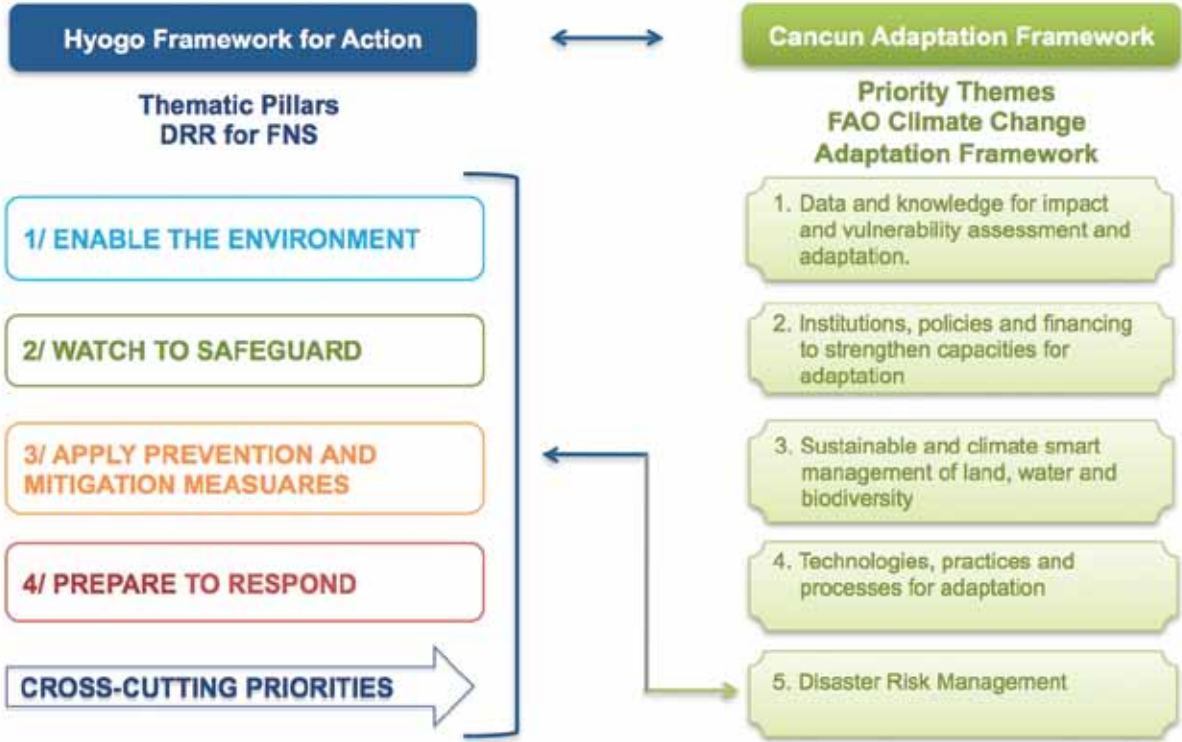 Hyogo Framework for Action
Thematic Pillars
DRR for FNS
1/ ENABLE THE ENVIRONMENT
2/ WATCH TO SAFEGUARD
3/ APPLY PREVENTION AND
MITIGATION MEASUARES
4/ PREPARE TO RESPOND
CROSS-CUTTING PRIORITIES
Cancun Adaptation Framework
Priority Themes
FAO Climate Change
Adaptation Framework
1. Data and knowledge for impact
and vulnerability assessment and
adaptation.
2. Institutions, policies and financing
to strengthen capacities for
adaptation
3. Sustainable and climate smart
management of land, water and
biodiversity
4. Technologies, practices and
processes for adaptation
5. Disaster Risk Management